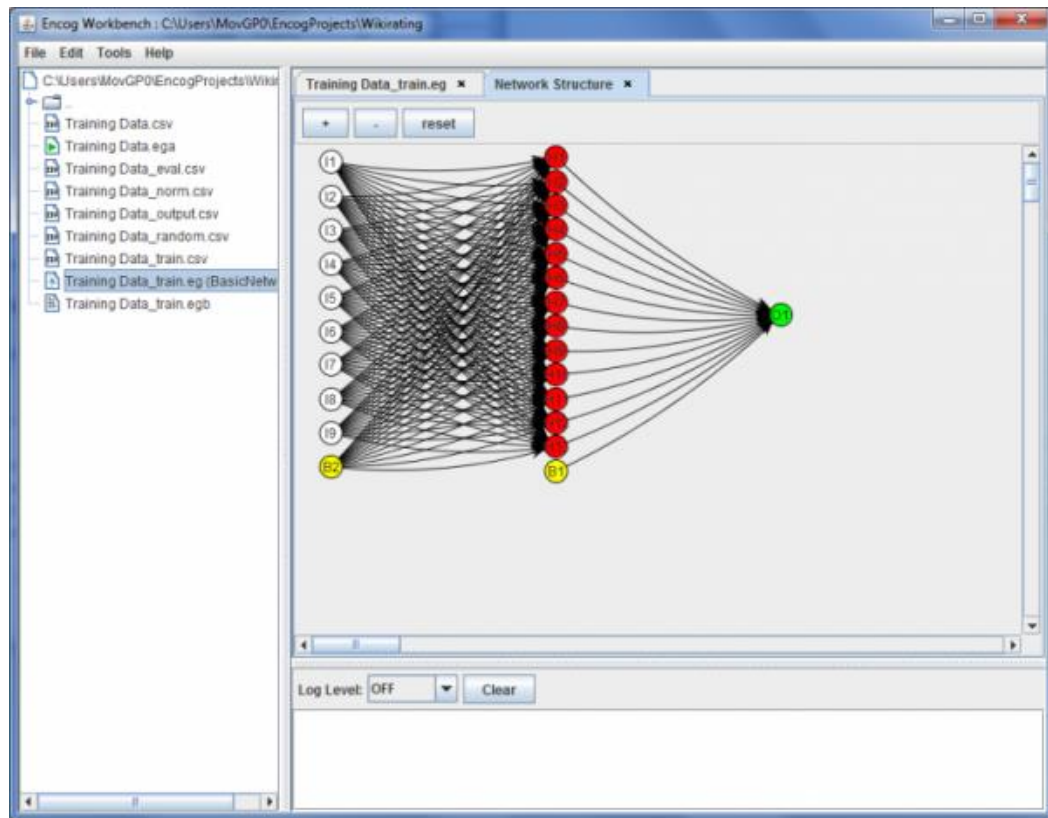 Encog Workbench : C:\Users\MovGP0\EncogProjects\Wikirating
File Edit Tools Help
C:\Users\MovGP0\EncogProjects\Wikir
..
Training Data.csv
Training Data.ega
Training Data_eval.csv
Training Data_norm.csv
Training Data_output.csv
Training Data_random.csv
Training Data_train.csv
Training Data_train.eg (BasicNetw
Training Data_train.egb
Training Data_train.eg
Network Structure
+ - reset
I1
I2
I3
I4
I5
I6
I7
I8
I9
B2
B1
O1
Log Level: OFF Clear